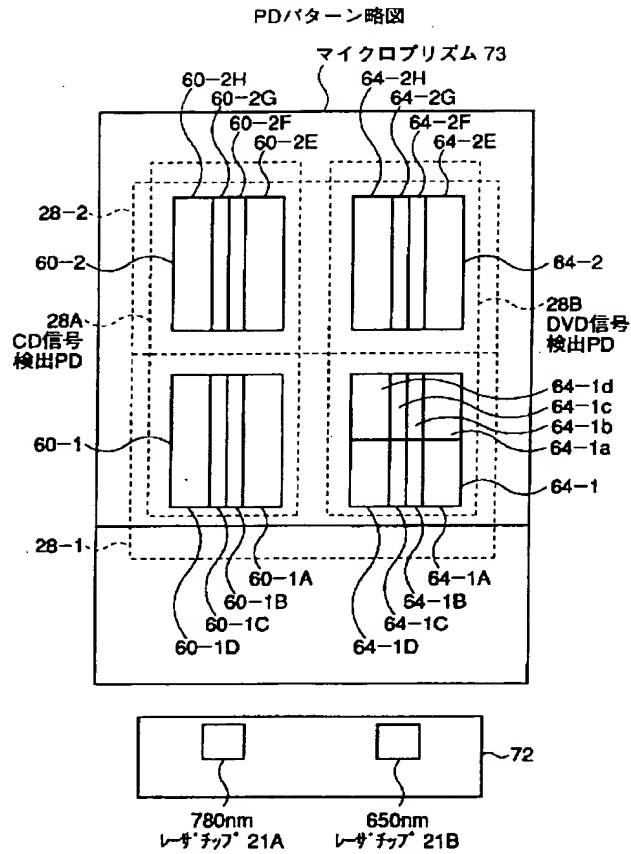 PDパターン略図
マイクロプリズム 73
60-2H
60-2G
60-2F
60-2E
64-2H
64-2G
64-2F
64-2E
28-2
60-2
28A
CD信号
検出PD
64-2
28B
DVD信号
検出PD
64-1d
64-1c
64-1b
64-1a
60-1
64-1
28-1
60-1A
60-1B
60-1C
60-1D
64-1A
64-1B
64-1C
64-1D
72
780nm
ﾚｰｻﾞﾁｯﾌﾟ 21A
650nm
ﾚｰｻﾞﾁｯﾌﾟ 21B